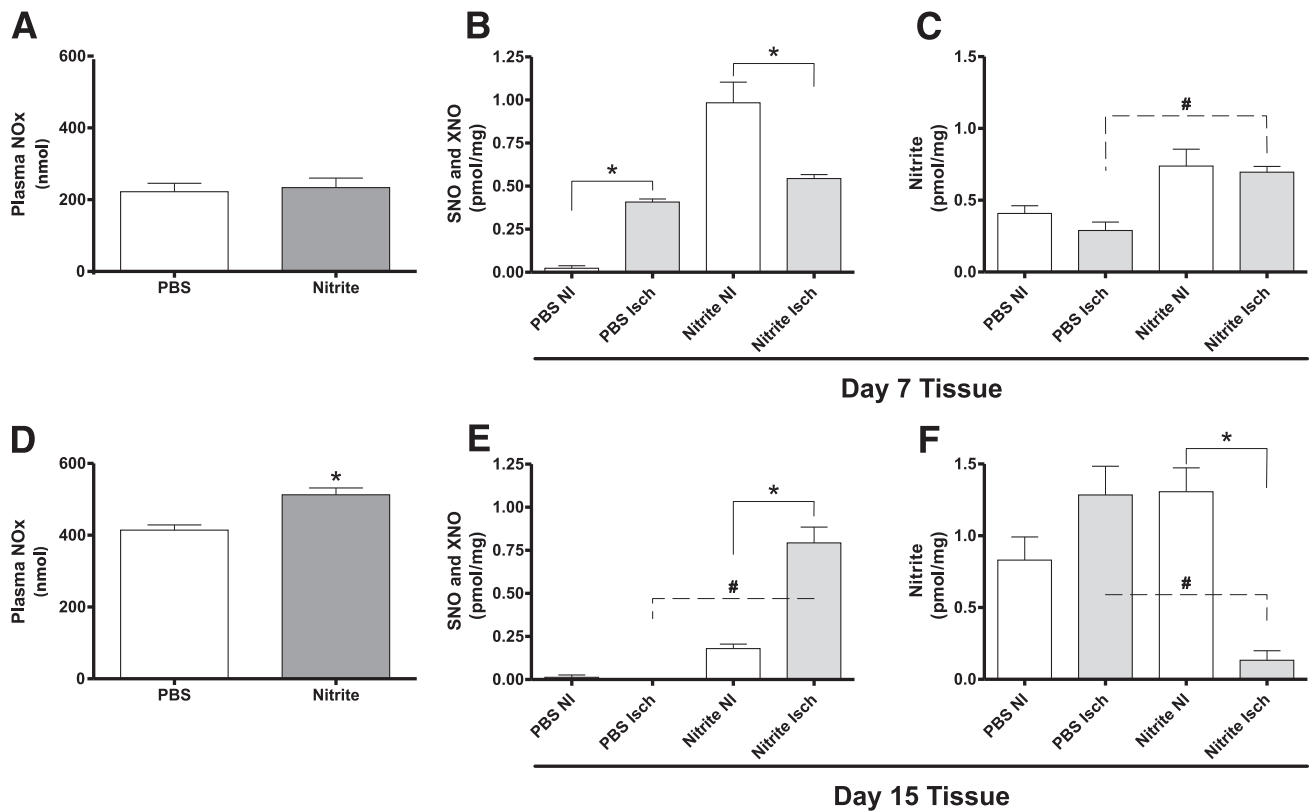 A
Plasma NOx
(nmol)
600
400
200
0
PBS
Nitrite
B
SNO and XNO
(pmol/mg)
1.25
1.00
0.75
0.50
0.25
0.00
*
*
PBS NI
PBS Isch
Nitrite NI
Nitrite Isch
C
Nitrite
(pmol/mg)
1.5
1.0
0.5
0.0
#
PBS NI
PBS Isch
Nitrite NI
Nitrite Isch
Day 7 Tissue
D
Plasma NOx
(nmol)
600
400
200
0
*
PBS
Nitrite
E
SNO and XNO
(pmol/mg)
1.25
1.00
0.75
0.50
0.25
0.00
*
#
PBS NI
PBS Isch
Nitrite NI
Nitrite Isch
F
Nitrite
(pmol/mg)
1.5
1.0
0.5
0.0
*
#
PBS NI
PBS Isch
Nitrite NI
Nitrite Isch
Day 15 Tissue